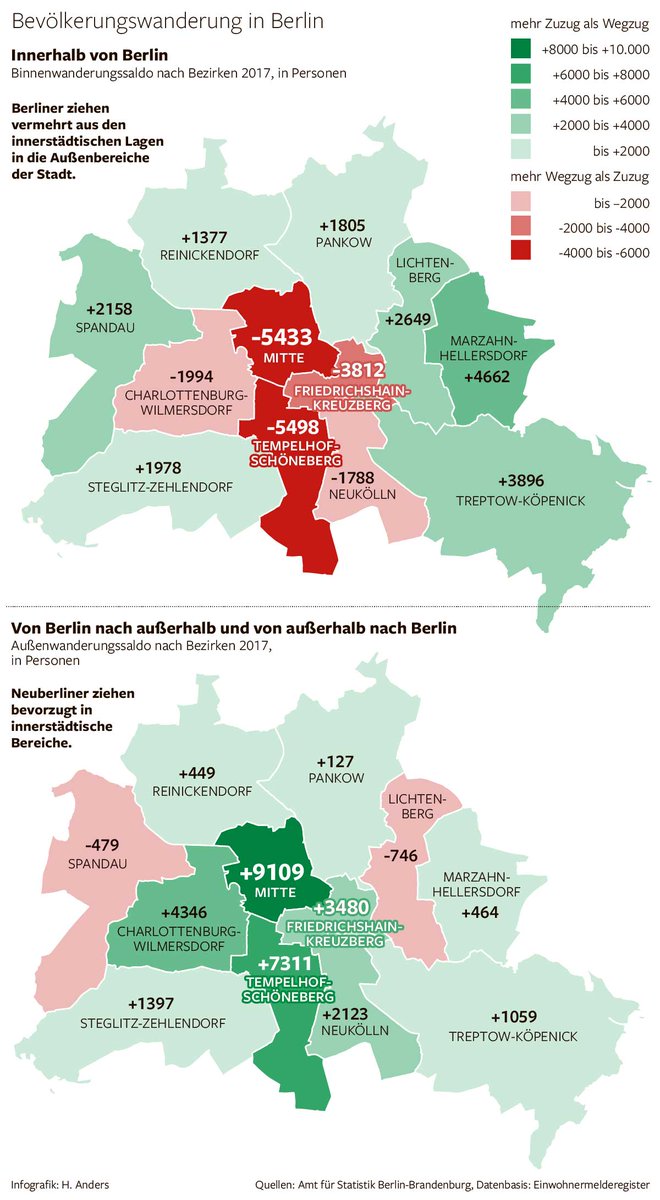 Bevölkerungswanderung in Berlin
Innerhalb von Berlin
Binnenwanderungssaldo nach Bezirken 2017, in Personen
Berliner ziehen
vermehrt aus den
innerstädtischen Lagen
in die Außenbereiche
der Stadt.
mehr Zuzug als Wegzug
+8000 bis +10.000
+6000 bis +8000
+4000 bis +6000
+2000 bis +4000
bis +2000
mehr Wegzug als Zuzug
bis –2000
-2000 bis -4000
-4000 bis -6000
+1377
REINICKENDORF
+1805
PANKOW
LICHTEN-
BERG
+2649
+2158
SPANDAU
-5433
MITTE
MARZAHN-
HELLERSDORF
+4662
-1994
CHARLOTTENBURG-
WILMERSDORF
-3812
FRIEDRICHSHAIN-
KREUZBERG
-5498
TEMPELHOF-
SCHÖNEBERG
+1978
STEGLITZ-ZEHLENDORF
-1788
NEUKÖLLN
+3896
TREPTOW-KÖPENICK
Von Berlin nach außerhalb und von außerhalb nach Berlin
Außenwanderungssaldo nach Bezirken 2017,
in Personen
Neuberliner ziehen
bevorzugt in
innerstädtische
Bereiche.
+449
REINICKENDORF
+127
PANKOW
LICHTEN-
BERG
-746
-479
SPANDAU
+9109
MITTE
MARZAHN-
HELLERSDORF
+464
+4346
CHARLOTTENBURG-
WILMERSDORF
+3480
FRIEDRICHSHAIN-
KREUZBERG
+7311
TEMPELHOF-
SCHÖNEBERG
+1397
STEGLITZ-ZEHLENDORF
+2123
NEUKÖLLN
+1059
TREPTOW-KÖPENICK
Infografik: H. Anders
Quellen: Amt für Statistik Berlin-Brandenburg, Datenbasis: Einwohnermelderegister